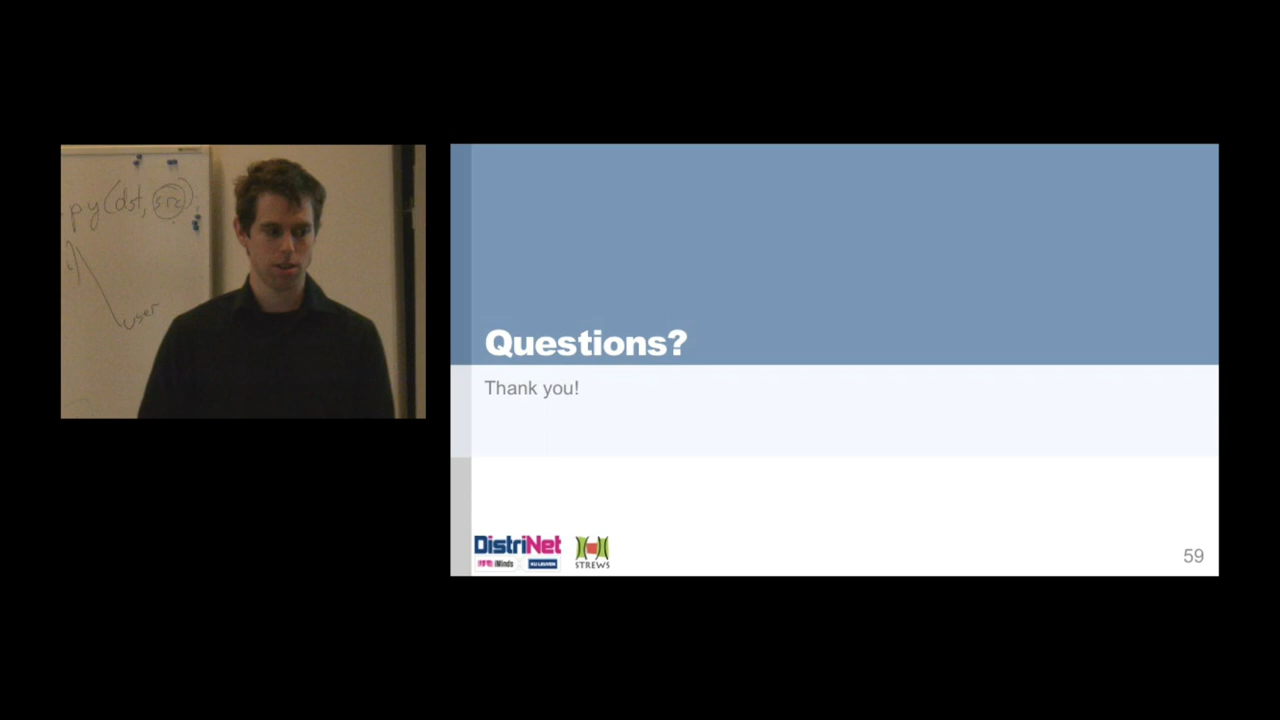 py(dst, src)
user
Questions?
Thank you!
DistriNet
iMinds
KU LEUVEN
STREWS
59